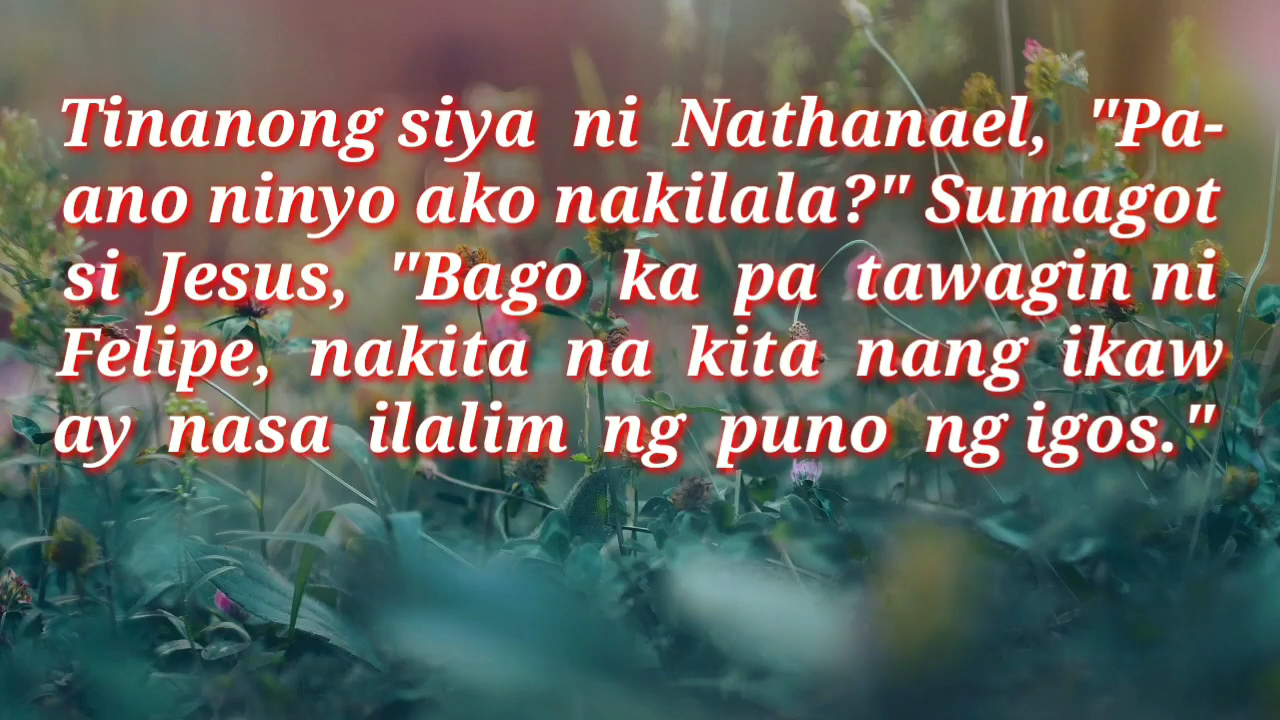 Tinanong siya ni Nathanael, "Pa-
ano ninyo ako nakilala?" Sumagot
si Jesus, "Bago ka pa tawagin ni
Felipe, nakita na kita nang ikaw
ay nasa ilalim ng puno ng igos."